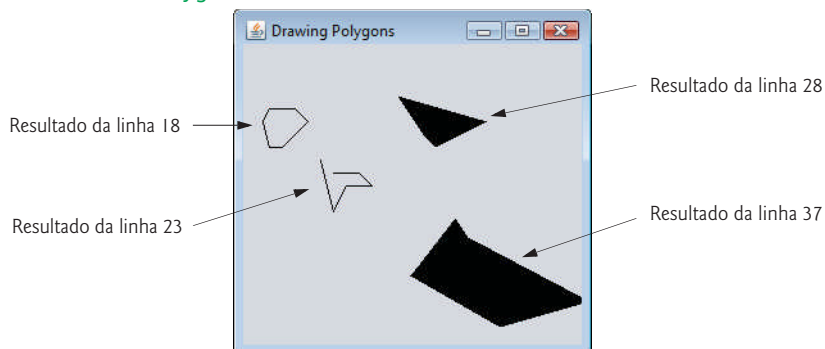 Drawing Polygons
Resultado da linha 28
Resultado da linha 18
Resultado da linha 23
Resultado da linha 37